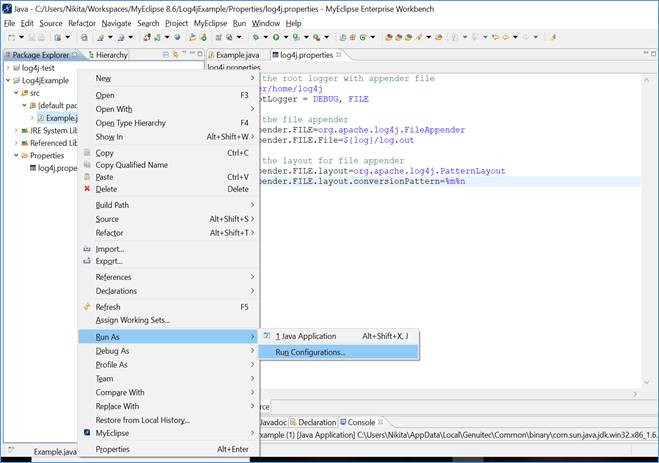 Java - C:/Users/Nikita/Workspaces/MyEclipse 8.6/Log4jExample/Properties/log4j.properties - MyEclipse Enterprise Workbench
File Edit Source Refactor Navigate Search Project MyEclipse Run Window Help
Package Explorer Hierarchy Example.java log4j.properties
log4j-test
Log4jExample
src
(default pac
Example.j
JRE System Lib
Referenced Lib
Properties
log4j.prope
New
Open F3
Open With
Open Type Hierarchy F4
Show In Alt+Shift+W
Copy Ctrl+C
Copy Qualified Name
Paste Ctrl+V
Delete Delete
Build Path
Source Alt+Shift+S
Refactor Alt+Shift+T
Import...
Export...
References
Declarations
Refresh F5
Assign Working Sets...
Run As
Debug As
Profile As
Team
Compare With
Replace With
Restore from Local History...
MyEclipse
Properties Alt+Enter
1 Java Application Alt+Shift+X, J
Run Configurations...
log4j.properties
the root logger with appender file
er/home/log4j
otLogger = DEBUG, FILE
the file appender
pender.FILE=org.apache.log4j.FileAppender
pender.FILE.File=${log}/log.out
the layout for file appender
pender.FILE.layout=org.apache.log4j.PatternLayout
pender.FILE.layout.conversionPattern=%m%n
rce
Javadoc Declaration Console
xample (1) [Java Application] C:\Users\Nikita\AppData\Local\Genuitec\Common\binary\com.sun.java.jdk.win32.x86_1.6.
Example.java